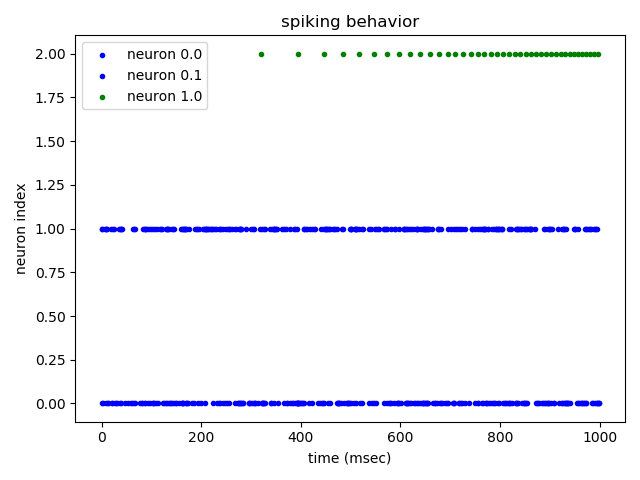 spiking behavior
neuron 0.0
neuron 0.1
neuron 1.0
2.00
1.75
1.50
1.25
1.00
0.75
0.50
0.25
0.00
neuron index
0 200 400 600 800 1000
time (msec)